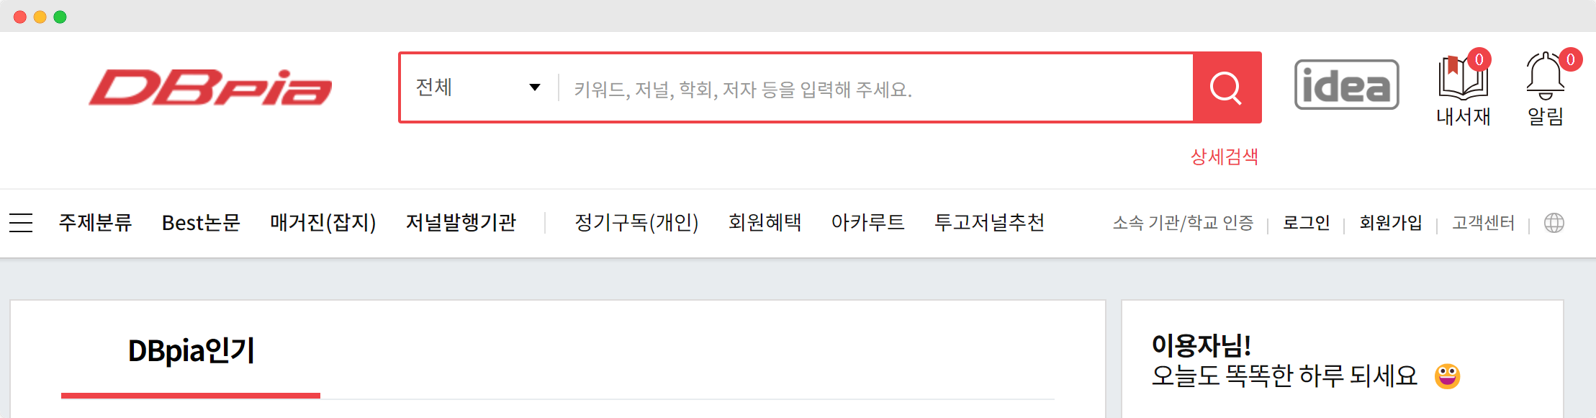 DBpia
전체
키워드, 저널, 학회, 저자 등을 입력해 주세요.
idea
0
내서재
0
알림
상세검색
주제분류 Best논문 매거진(잡지) 저널발행기관 정기구독(개인) 회원혜택 아카루트 투고저널추천 소속 기관/학교 인증 로그인 회원가입 고객센터
DBpia인기
이용자님!
오늘도 똑똑한 하루 되세요